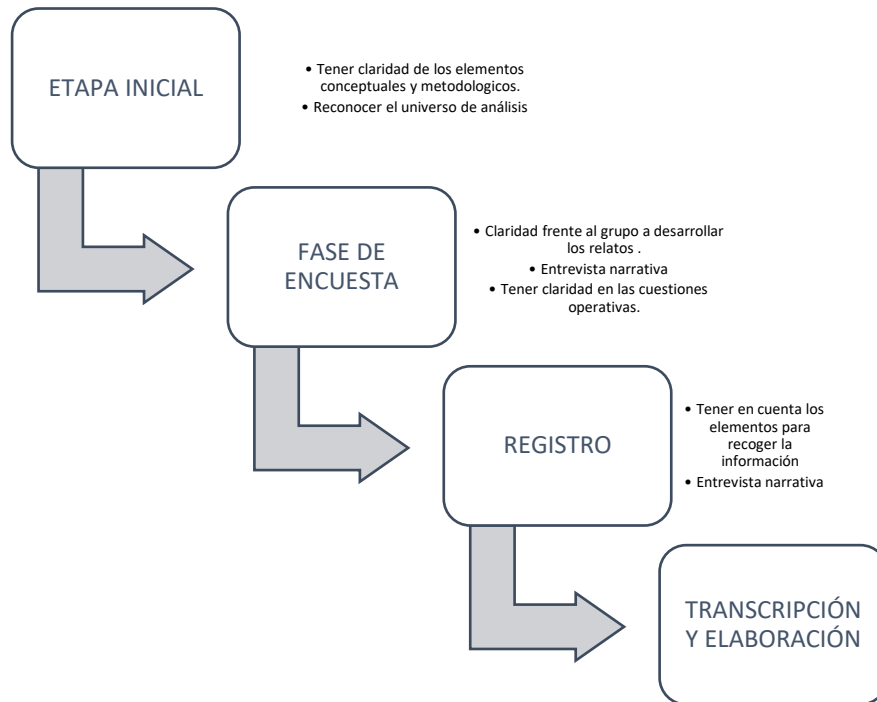 ETAPA INICIAL
• Tener claridad de los elementos
conceptuales y metodologicos.
• Reconocer el universo de análisis
FASE DE
ENCUESTA
• Claridad frente al grupo a desarrollar
los relatos .
• Entrevista narrativa
• Tener claridad en las cuestiones
operativas.
REGISTRO
• Tener en cuenta los
elementos para
recoger la
información
• Entrevista narrativa
TRANSCRIPCIÓN
Y ELABORACIÓN